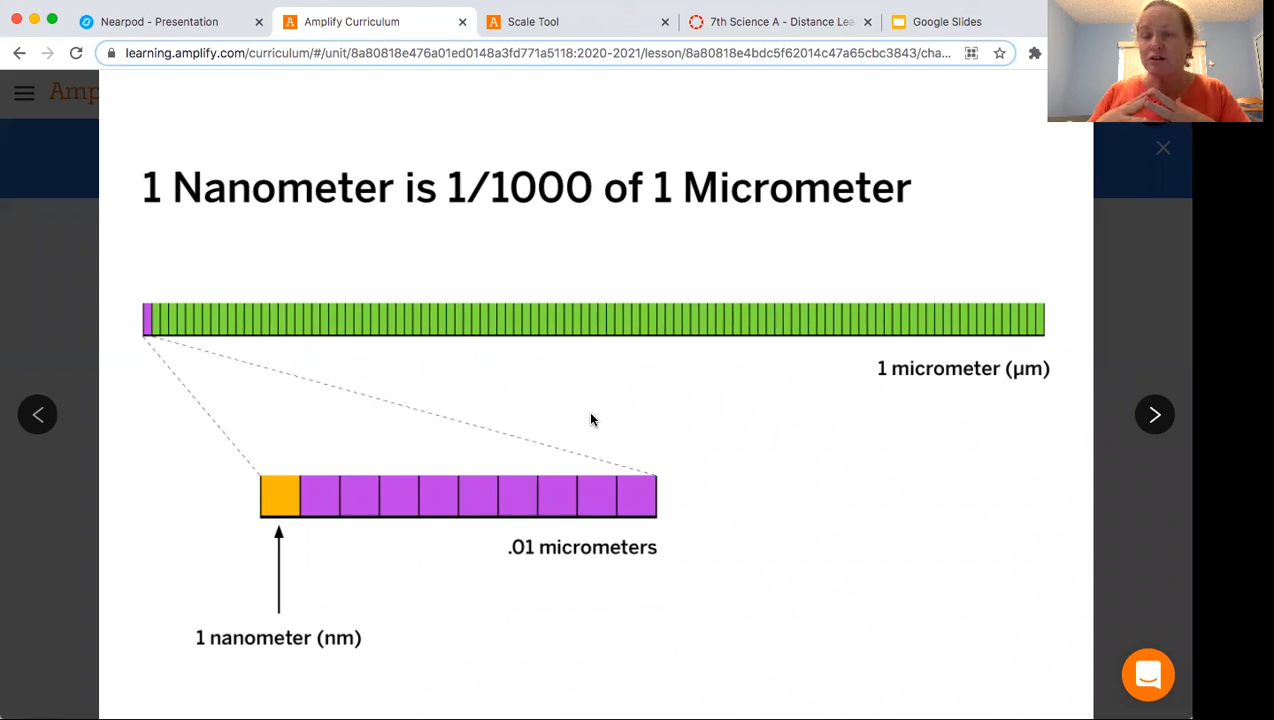 Nearpod - Presentation
Amplify Curriculum
Scale Tool
7th Science A - Distance Lea
Google Slides
learning.amplify.com/curriculum/#/unit/8a80818e476a01ed0148a3fd771a5118:2020-2021/lesson/8a80818e4bdc5f62014c47a65cbc3843/cha...
Amp
1 Nanometer is 1/1000 of 1 Micrometer
1 micrometer (µm)
.01 micrometers
1 nanometer (nm)